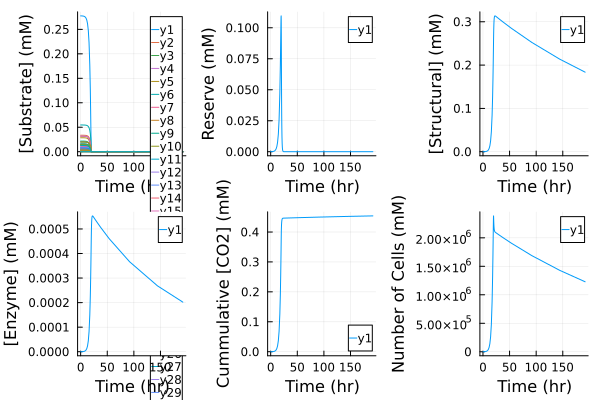 [Substrate] (mM)
0.25
0.20
0.15
0.10
0.05
0.00
0 50 100
Time (h
y1
y2
y3
y4
y5
y6
y7
y8
y9
y10
y11
y12
y13
y14
y15
Reserve (mM)
0.100
0.075
0.050
0.025
0.000
0 50 100 150
Time (hr)
y1
[Structural] (mM)
0.3
0.2
0.1
0.0
0 50 100 150
Time (hr)
y1
[Enzyme] (mM)
0.0005
0.0004
0.0003
0.0002
0.0001
0.0000
0 50 100 150
Time (hr)
y1
y27
y28
y29
Cummulative [CO2] (mM)
0.4
0.3
0.2
0.1
0.0
0 50 100 150
Time (hr)
y1
Number of Cells (mM)
2.00×10⁶
1.50×10⁶
1.00×10⁶
5.00×10⁵
0
0 50 100 150
Time (hr)
y1